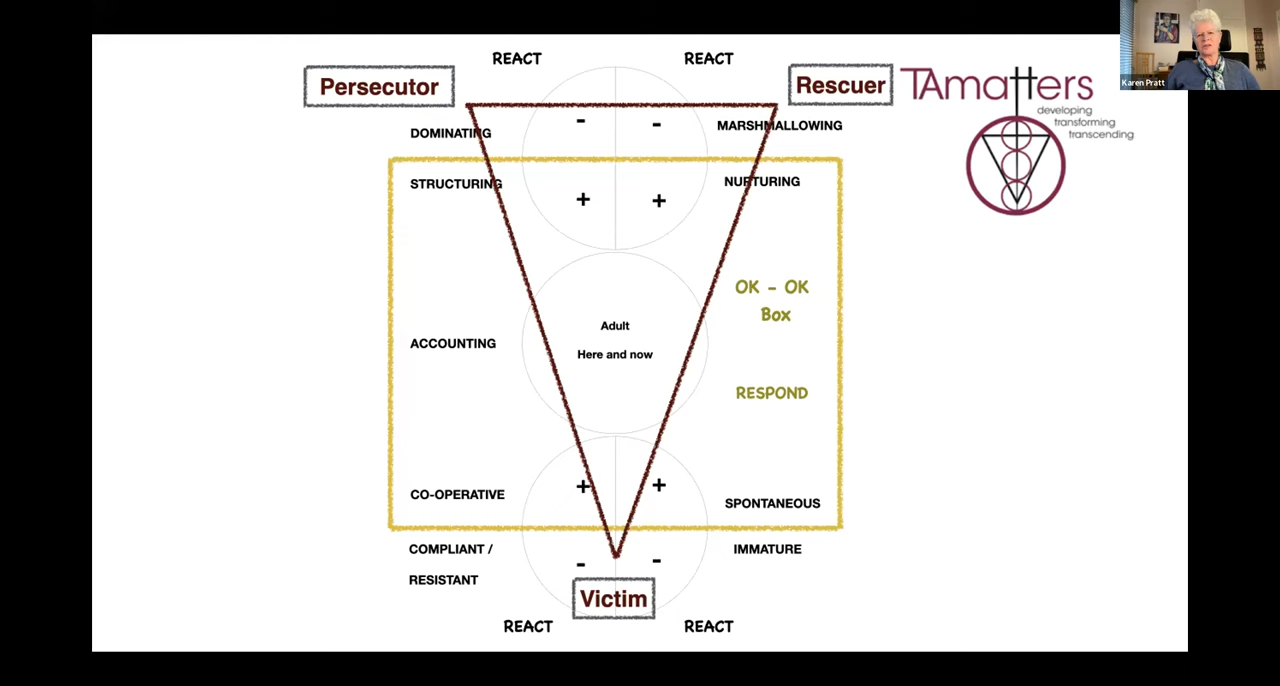 REACT
REACT
Persecutor
Rescuer
TAmatters
developing
transforming
transcending
Karen Pratt
DOMINATING
-
-
MARSHMALLOWING
STRUCTURING
+
+
NURTURING
OK - OK
Box
Adult
ACCOUNTING
Here and now
RESPOND
CO-OPERATIVE
+
+
SPONTANEOUS
COMPLIANT /
RESISTANT
-
-
IMMATURE
Victim
REACT
REACT